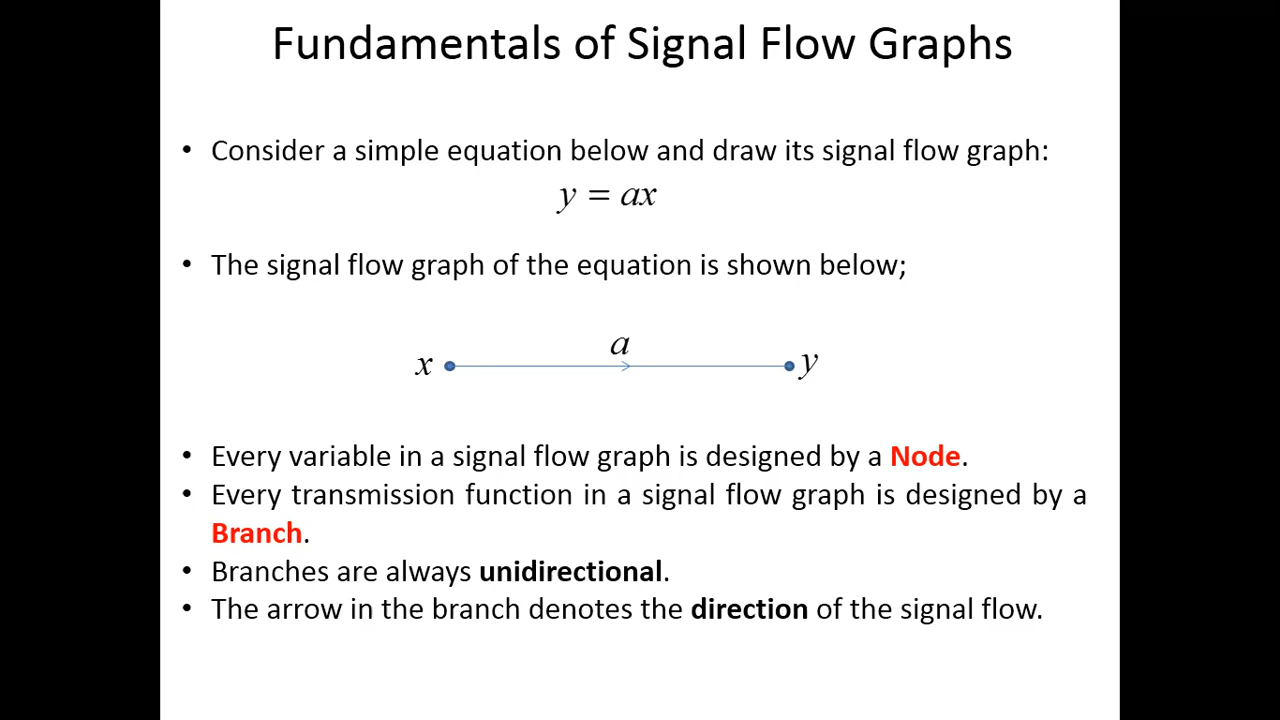 Fundamentals of Signal Flow Graphs
• Consider a simple equation below and draw its signal flow graph:
y = ax
• The signal flow graph of the equation is shown below;
a
x y
• Every variable in a signal flow graph is designed by a Node.
• Every transmission function in a signal flow graph is designed by a
Branch.
• Branches are always unidirectional.
• The arrow in the branch denotes the direction of the signal flow.